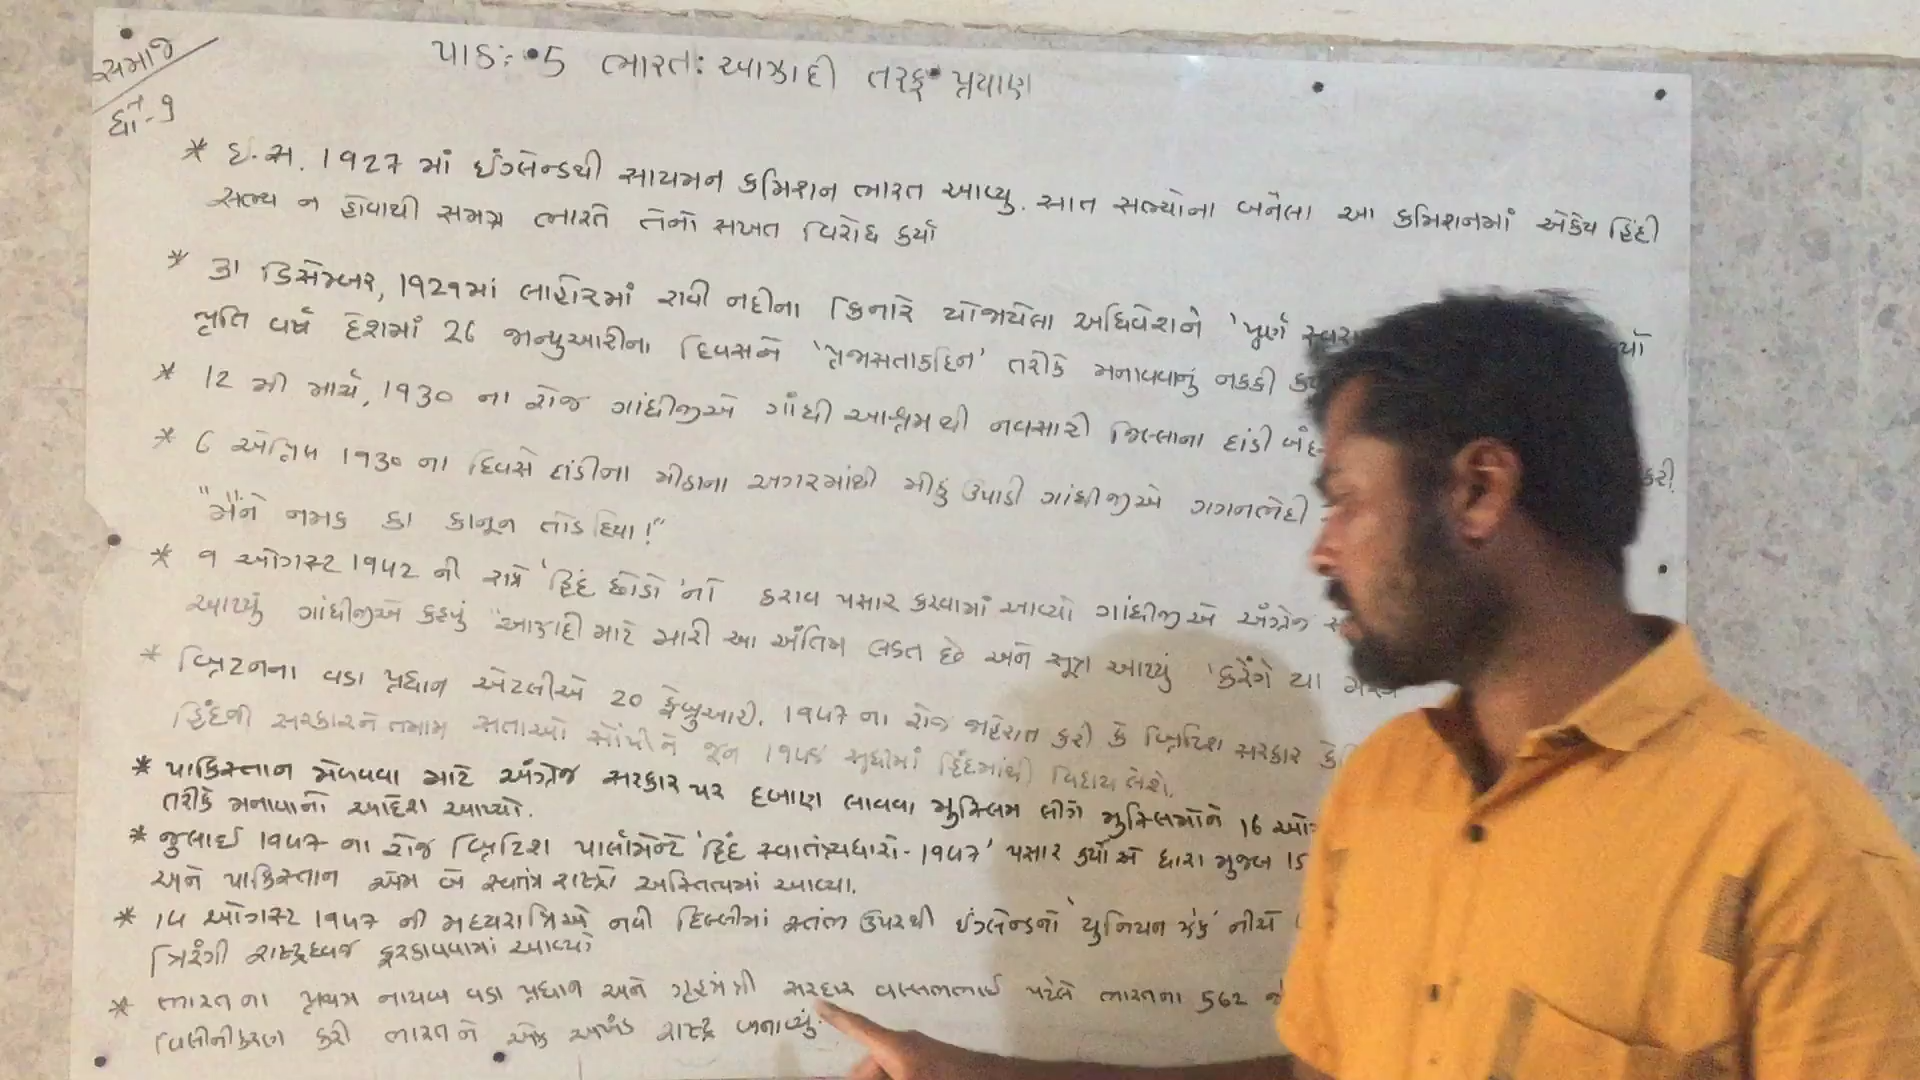 સમાજ
ધો-૧
પાઠઃ 5 ભારત: આઝાદી તરફ પ્રયાણ
* ઇ.સ. 1927 માં ઈંગ્લેન્ડથી સાયમન કમિશન ભારત આવ્યુ. સાત સભ્યોના બનેલા આ કમિશનમાં એકેય હિંદી
સભ્ય ન હોવાથી સમગ્ર ભારતે તેનો સખત વિરોધ કર્યો
* 31 ડિસેમ્બર, 1929માં લાહોરમાં રાવી નદીના કિનારે યોજાયેલા અધિવેશને 'પૂર્ણ
પ્રતિ વર્ષ દેશમાં 26 જાન્યુઆરીના દિવસને 'પ્રજાસતાકદિન' તરીકે મનાવવાનું નક્કી
* 12 મી માર્ચ, 1930 ના રોજ ગાંધીજીએ ગાંધી આશ્રમથી નવસારી જિલ્લાના દાંડી કરી.
* 6 એપ્રિલ 1930 ના દિવસે દાંડીના મીઠાના અગરમાંથી મીઠું ઉપાડી ગાંધીજીએ ગગનભેદી
"મૈંને નમક કા કાનૂન તોડ દિયા!"
* 9 ઓગસ્ટ 1942 ની રાત્રે 'હિંદ છોડો'નો ઠરાવ પસાર કરવામાં આવ્યો ગાંધીજીએ અંગ્રેજ
આપ્યું ગાંધીજીએ કહ્યું "આઝાદી માટે મારી આ અંતિમ લડત છે અને સૂત્ર આપ્યું 'કરેંગે યા
* બ્રિટનના વડા પ્રધાન એટલીએ 20 ફેબ્રુઆરી, 1947 ના રોજ જાહેરાત કરી કે બ્રિટિશ સરકાર
હિંદની સરકારને તમામ સતાઓ સોંપીને જૂન 1948 સુધીમાં હિંદમાંથી વિદાય લેશે.
* પાકિસ્તાન મેળવવા માટે અંગ્રેજ સરકાર પર દબાણ લાવવા મુસ્લિમ લીગે મુસ્લિમોને 16
તરીકે મનાવાનો આદેશ આપ્યો.
* જુલાઈ 1947 ના રોજ બ્રિટિશ પાર્લામેન્ટે 'હિંદ સ્વાતંત્ર્યધારો-1947' પસાર કર્યો એ ધારા મુજબ 15
અને પાકિસ્તાન એમ બે સ્વતંત્ર રાષ્ટ્રો અસ્તિત્વમાં આવ્યા.
* 14 ઓગસ્ટ 1947 ની મધ્યરાત્રિએ નવી દિલ્લીમાં સ્તંભ ઉપરથી ઈંગ્લેન્ડનો 'યુનિયન જેક' નીચે
ત્રિરંગી રાષ્ટ્રધ્વજ ફરકાવવામાં આવ્યો
* ભારતના પ્રથમ નાયબ વડા પ્રધાન અને ગૃહમંત્રી સરદાર વલ્લભભાઈ પટેલે ભારતના 562
વિલીનીકરણ કરી ભારતને એક અખંડ રાષ્ટ્ર બનાવ્યું.